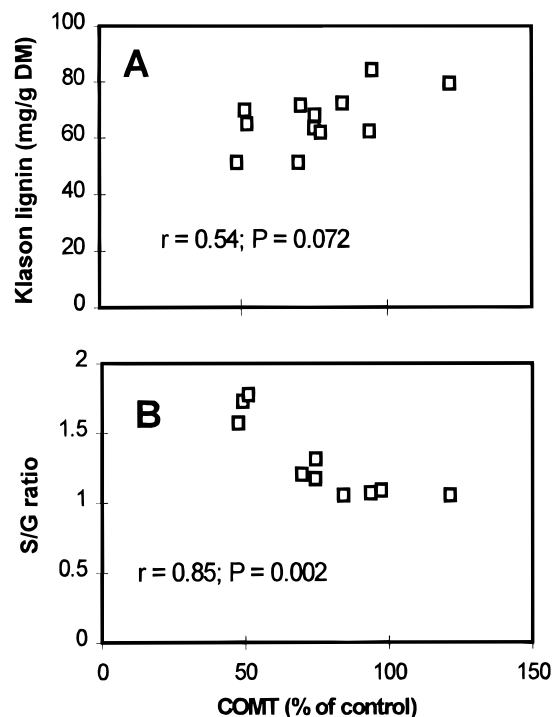 100
A
80
60
40
20
0
Klason lignin (mg/g DM)
r = 0.54; P = 0.072
2
B
1.5
1
0.5
0
S/G ratio
r = 0.85; P = 0.002
0 50 100 150
COMT (% of control)